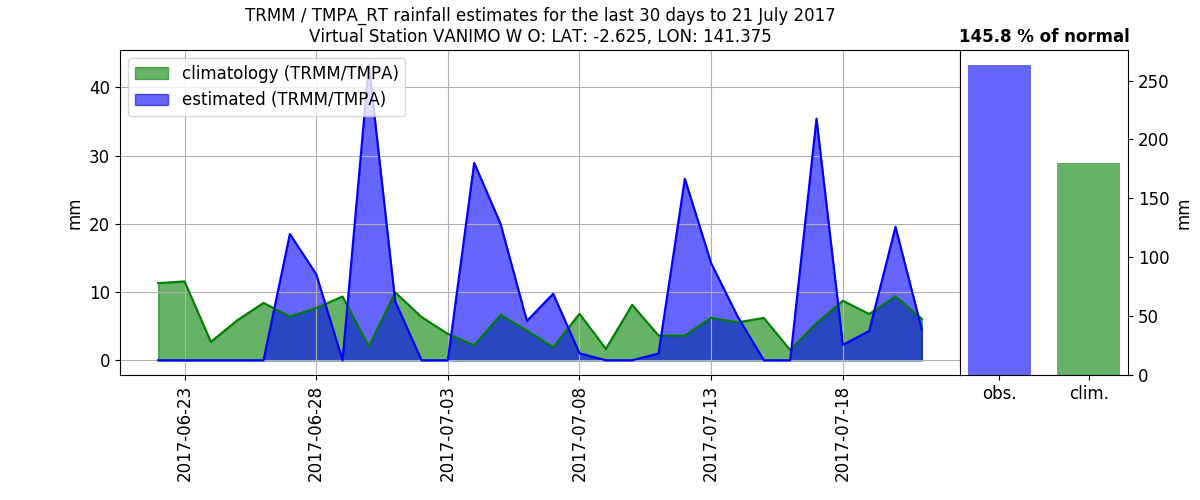 TRMM / TMPA_RT rainfall estimates for the last 30 days to 21 July 2017
Virtual Station VANIMO W O: LAT: -2.625, LON: 141.375
145.8 % of normal
climatology (TRMM/TMPA)
estimated (TRMM/TMPA)
40
30
20
10
0
mm
2017-06-23
2017-06-28
2017-07-03
2017-07-08
2017-07-13
2017-07-18
250
200
150
100
50
0
mm
obs.
clim.